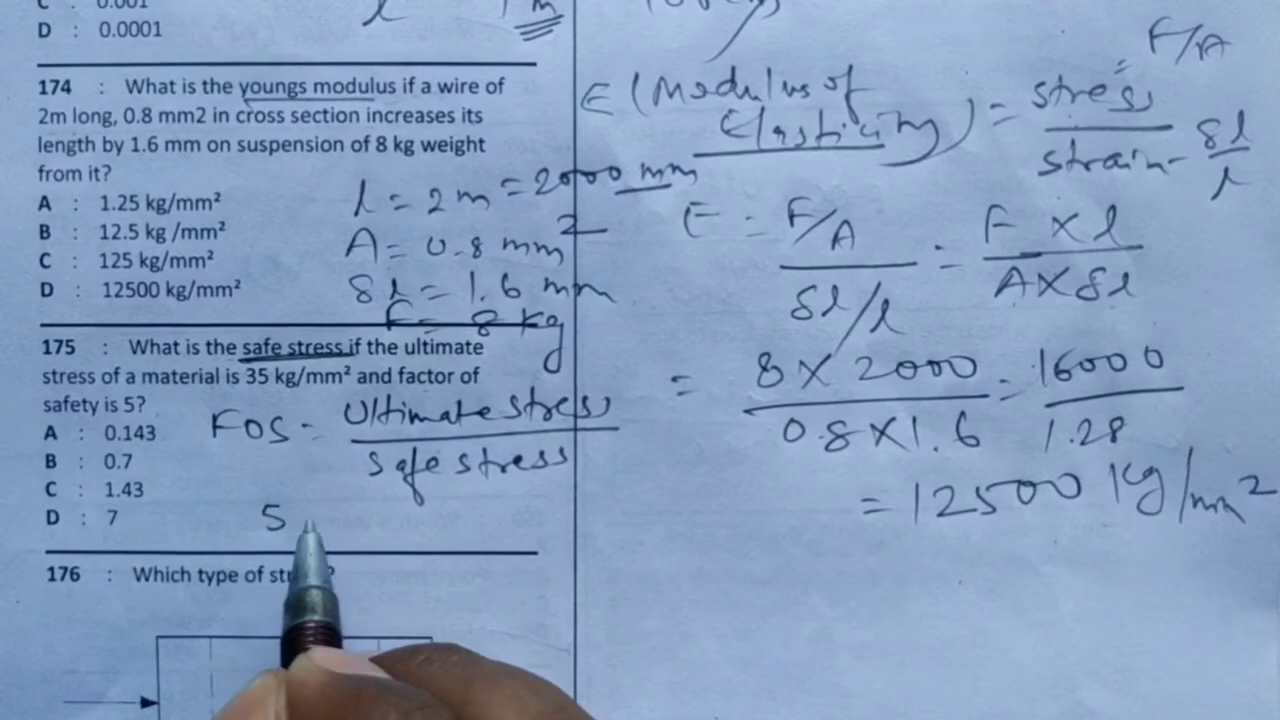 C : 0.001
D : 0.0001
l
m
174 : What is the youngs modulus if a wire of
2m long, 0.8 mm2 in cross section increases its
length by 1.6 mm on suspension of 8 kg weight
from it?
A : 1.25 kg/mm²
B : 12.5 kg /mm²
C : 125 kg/mm²
D : 12500 kg/mm²
l = 2m = 2000 mm
A = 0.8 mm²
δl = 1.6 mm
F = 8 kg
175 : What is the safe stress if the ultimate
stress of a material is 35 kg/mm² and factor of
safety is 5?
A : 0.143
B : 0.7
C : 1.43
D : 7
FOS = Ultimate stress
safe stress
5
176 : Which type of ?
E (Modulus of
Elasticity) = stress = F/A
strain - δl
l
E = F/A = F x l
δl/l A x δl
= 8 x 2000 = 16000
0.8 x 1.6 1.28
= 12500 Kg/mm²